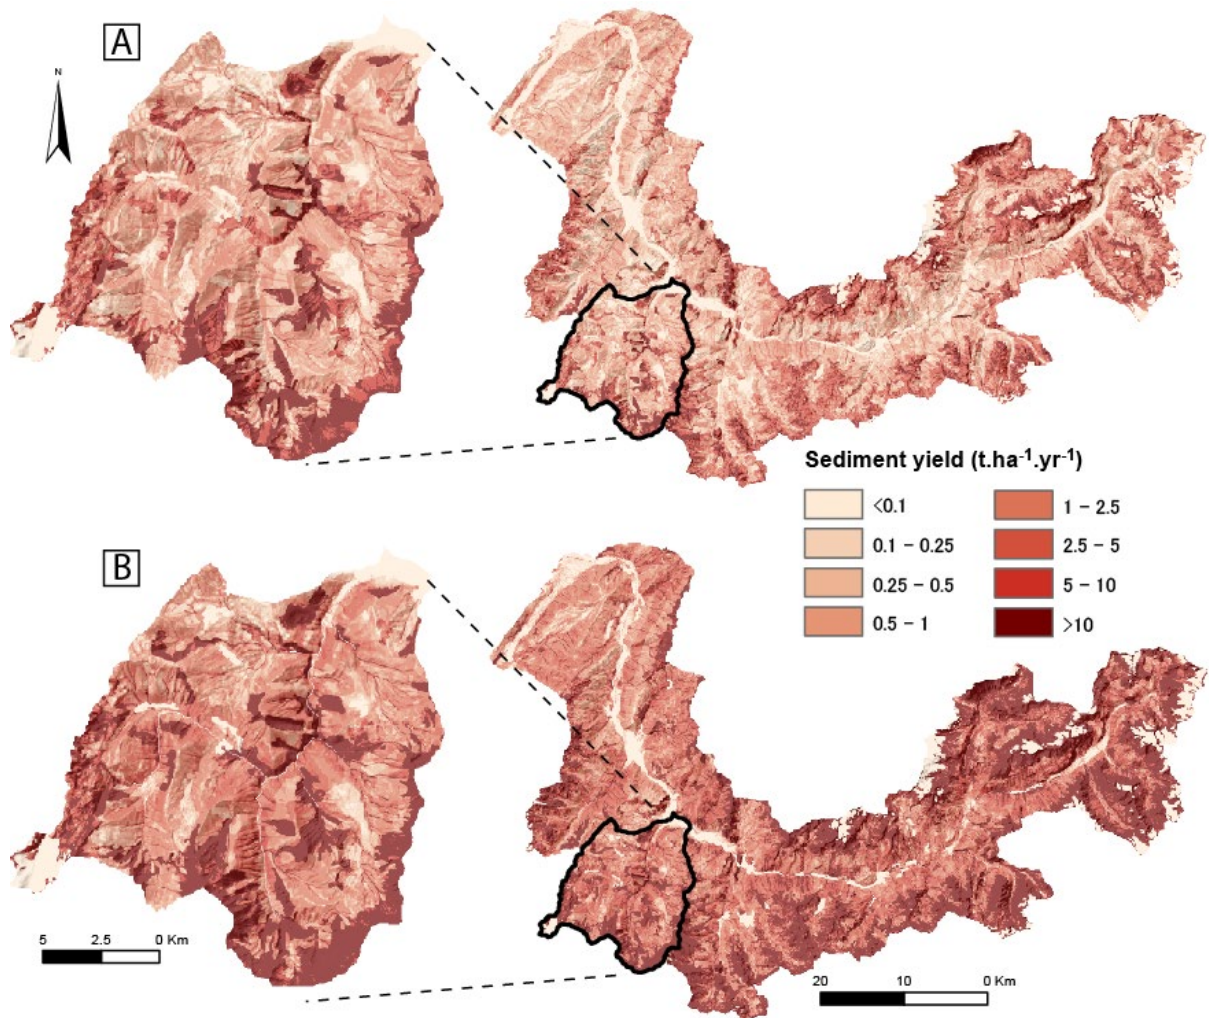 A
N
Sediment yield (t.ha⁻¹.yr⁻¹)
<0.1
0.1 – 0.25
0.25 – 0.5
0.5 – 1
1 – 2.5
2.5 – 5
5 – 10
>10
B
5 2.5 0 Km
20 10 0 Km